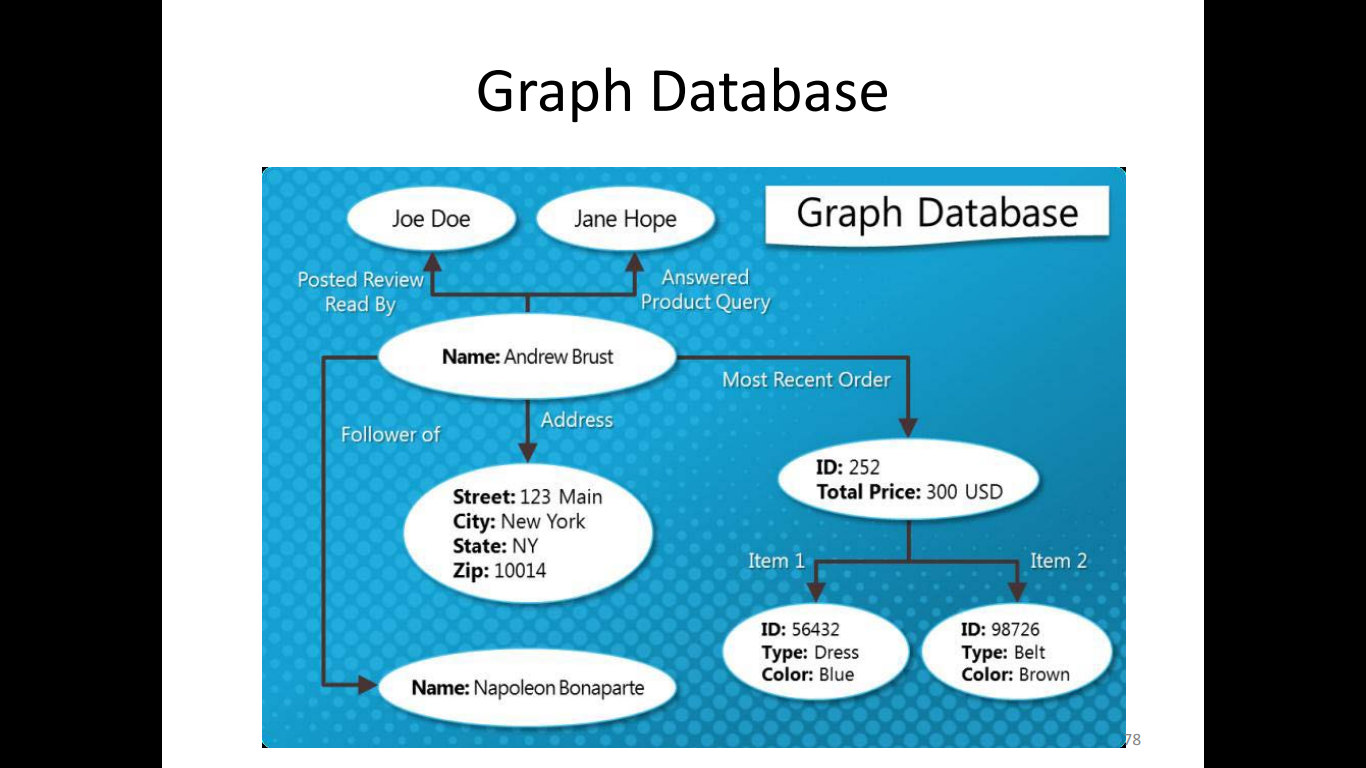 Graph Database
Graph Database
Joe Doe
Jane Hope
Posted Review
Read By
Answered
Product Query
Name: Andrew Brust
Most Recent Order
Follower of
Address
ID: 252
Total Price: 300 USD
Street: 123 Main
City: New York
State: NY
Zip: 10014
Item 1
Item 2
ID: 56432
Type: Dress
Color: Blue
ID: 98726
Type: Belt
Color: Brown
Name: Napoleon Bonaparte
78